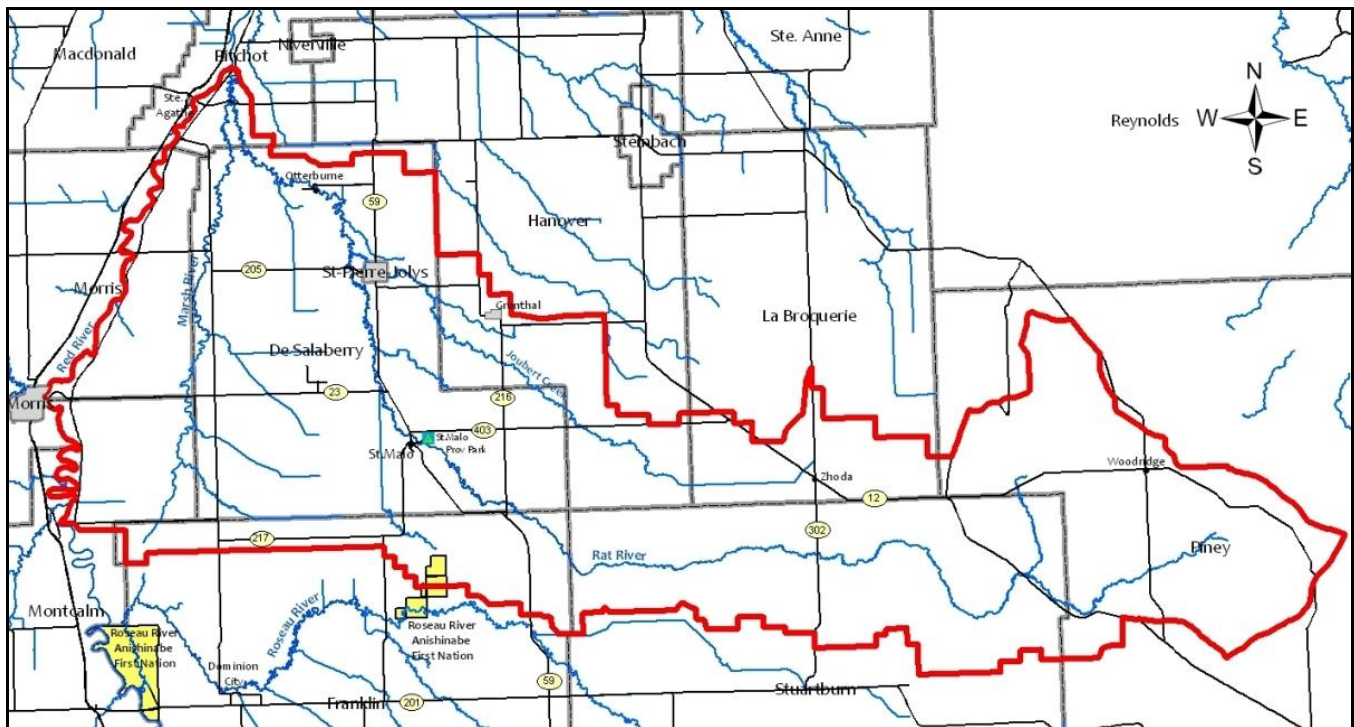 Macdonald
Ritchot
Niverville
Ste. Anne
N
W E
S
Reynolds
Ste.
Agathe
Steinbach
Otterburne
59
Hanover
205
St-Pierre-Jolys
Marsh River
Morris
Grunthal
La Broquerie
Red River
De Salaberry
Joubert Creek
23
216
Morris
403
St.Malo
Prov Park
St.Malo
Woodridge
Zhoda
12
302
217
Rat River
Piney
Montcalm
Roseau River
Roseau River
Anishinabe
First Nation
Roseau River
Anishinabe
First Nation
Dominion
City
59
Stuartburn
Franklin
201